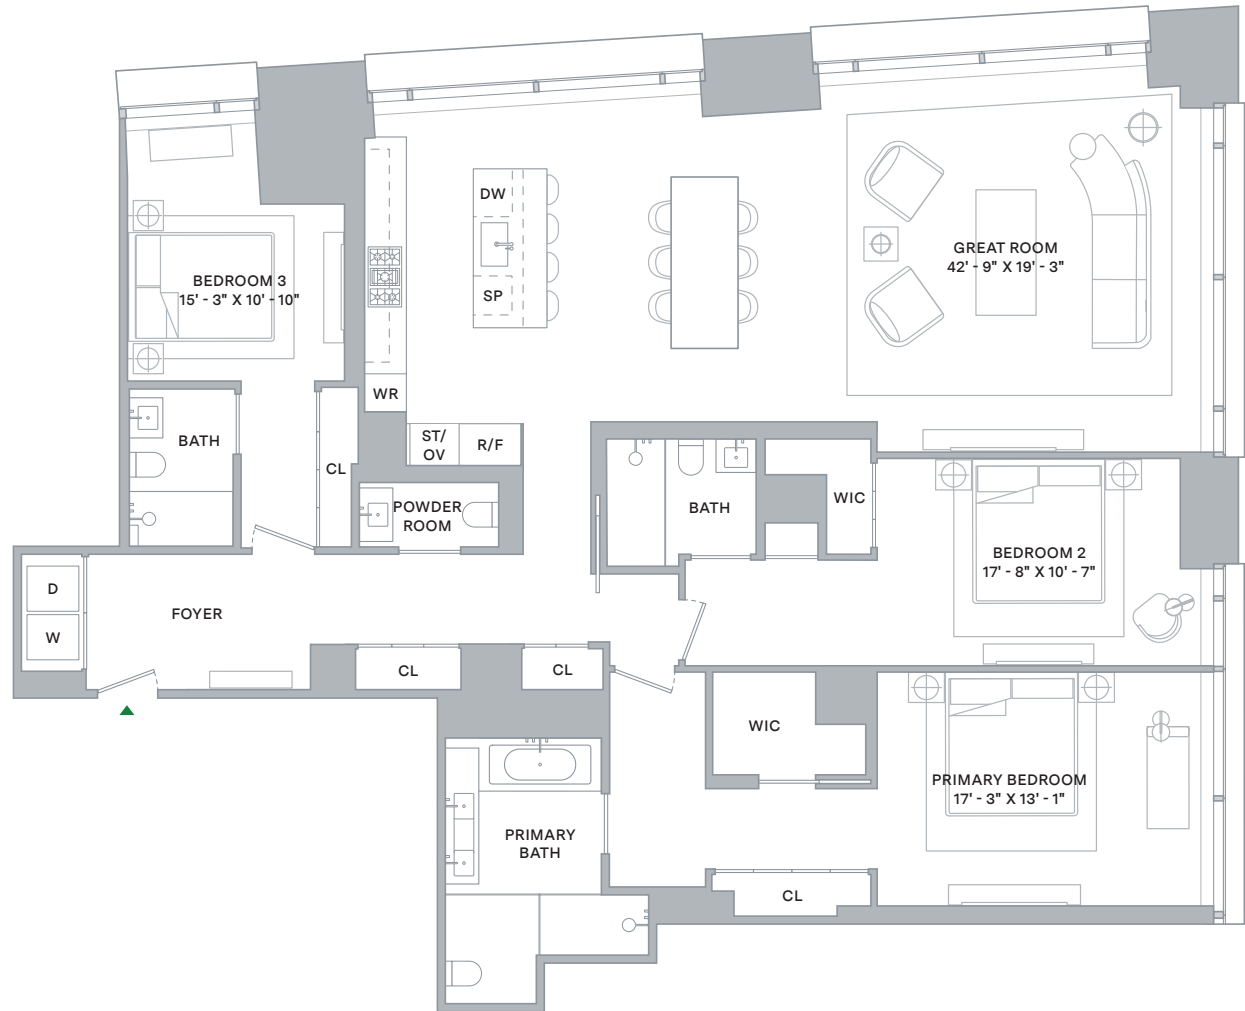 DW
GREAT ROOM
42' - 9" X 19' - 3"
BEDROOM 3
15' - 3" X 10' - 10"
SP
WR
BATH
ST/
OV
R/F
CL
POWDER
ROOM
BATH
WIC
BEDROOM 2
17' - 8" X 10' - 7"
D
W
FOYER
CL
CL
WIC
PRIMARY BEDROOM
17' - 3" X 13' - 1"
PRIMARY
BATH
CL